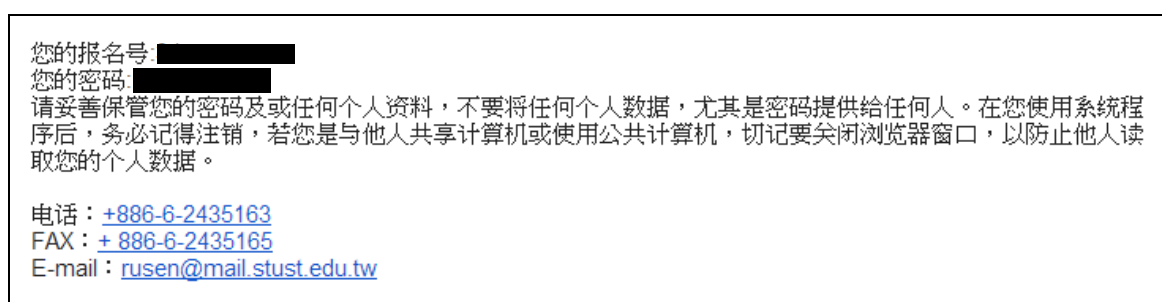 您的报名号:
您的密码:
请妥善保管您的密码及或任何个人资料，不要将任何个人数据，尤其是密码提供给任何人。在您使用系统程
序后，务必记得注销，若您是与他人共享计算机或使用公共计算机，切记要关闭浏览器窗口，以防止他人读
取您的个人数据。
电话：+886-6-2435163
FAX：+ 886-6-2435165
E-mail：rusen@mail.stust.edu.tw